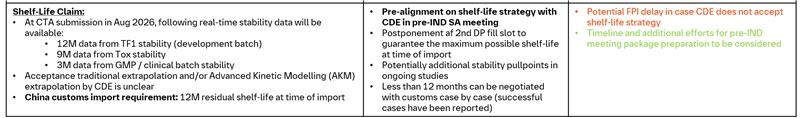 Shelf-Life Claim:
• At CTA submission in Aug 2026, following real-time stability data will be
available:
• 12M data from TF1 stability (development batch)
• 9M data from Tox stability
• 3M data from GMP / clinical batch stability
• Acceptance traditional extrapolation and/or Advanced Kinetic Modelling (AKM)
extrapolation by CDE is unclear
• China customs import requirement: 12M residual shelf-life at time of import
• Pre-alignment on shelf-life strategy with
CDE in pre-IND SA meeting
• Postponement af 2nd DP fill slot to
guarantee the maximum possible shelf-life
at time of import
• Potentially additional stability pullpoints in
ongoing studies
• Less than 12 months can be negotiated
with customs case by case (successful
cases have been reported)
• Potential FPI delay in case CDE does not accept
shelf-life strategy
• Timeline and additional efforts for pre-IND
meeting package preparation to be considered